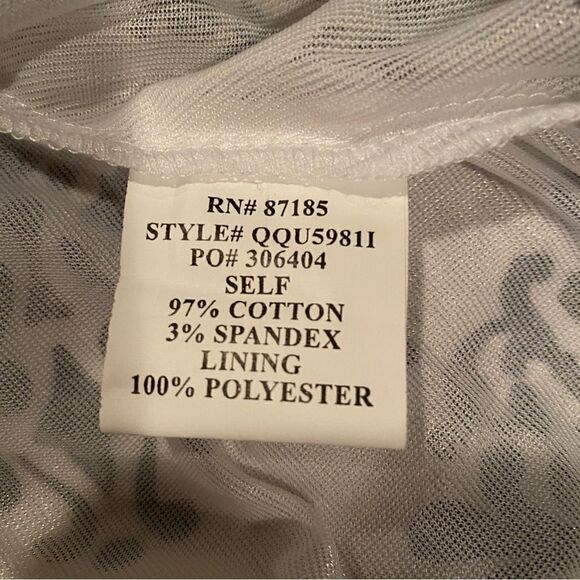 RN# 87185
STYLE# QQU5981I
PO# 306404
SELF
97% COTTON
3% SPANDEX
LINING
100% POLYESTER